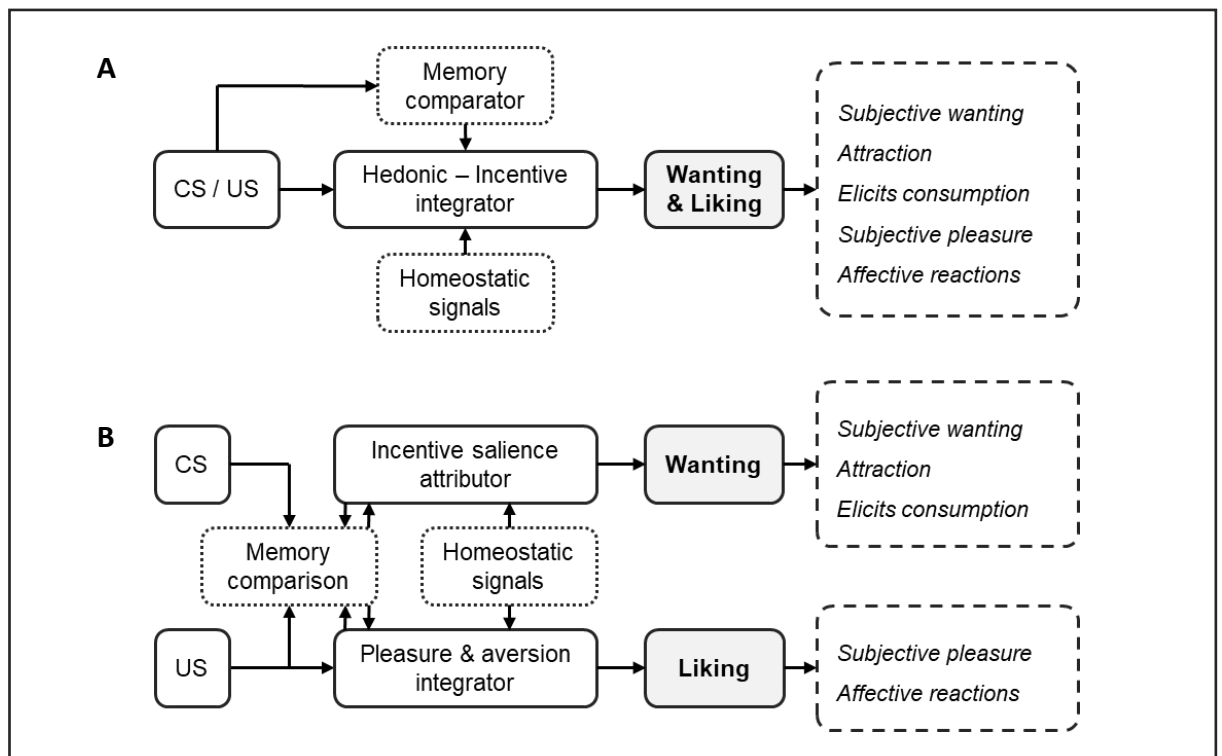 A
Memory
comparator
CS / US
Hedonic – Incentive
integrator
Wanting
& Liking
Homeostatic
signals
Subjective wanting
Attraction
Elicits consumption
Subjective pleasure
Affective reactions
B
CS
Incentive salience
attributor
Wanting
Subjective wanting
Attraction
Elicits consumption
Memory
comparison
Homeostatic
signals
US
Pleasure & aversion
integrator
Liking
Subjective pleasure
Affective reactions